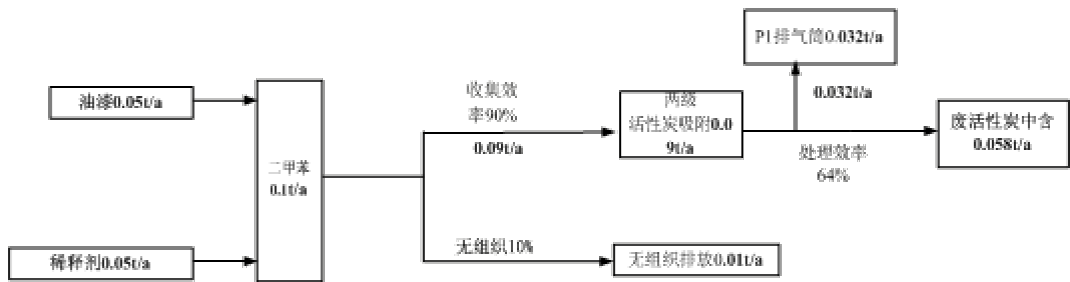 P1排气筒0.032t/a
油漆0.05t/a
收集效
率90%
0.09t/a
两级
活性炭吸附0.0
9t/a
0.032t/a
废活性炭中含
0.058t/a
处理效率
64%
二甲苯
0.1t/a
无组织10%
稀释剂0.05t/a
无组织排放0.01t/a